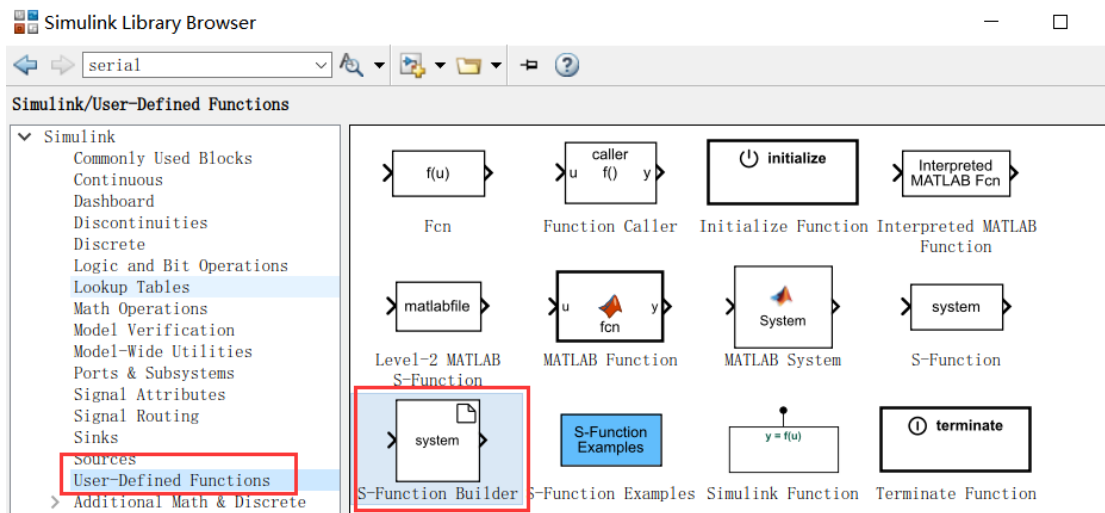 Simulink Library Browser
serial
Simulink/User-Defined Functions
Simulink
Commonly Used Blocks
Continuous
Dashboard
Discontinuities
Discrete
Logic and Bit Operations
Lookup Tables
Math Operations
Model Verification
Model-Wide Utilities
Ports & Subsystems
Signal Attributes
Signal Routing
Sinks
Sources
User-Defined Functions
Additional Math & Discrete
f(u)
Fcn
caller
u f() y
Function Caller
initialize
Initialize Function
Interpreted
MATLAB Fcn
Interpreted MATLAB
Function
matlabfile
Level-2 MATLAB
S-Function
u y
fcn
MATLAB Function
System
MATLAB System
system
S-Function
system
S-Function Builder
S-Function
Examples
S-Function Examples
y = f(u)
Simulink Function
terminate
Terminate Function